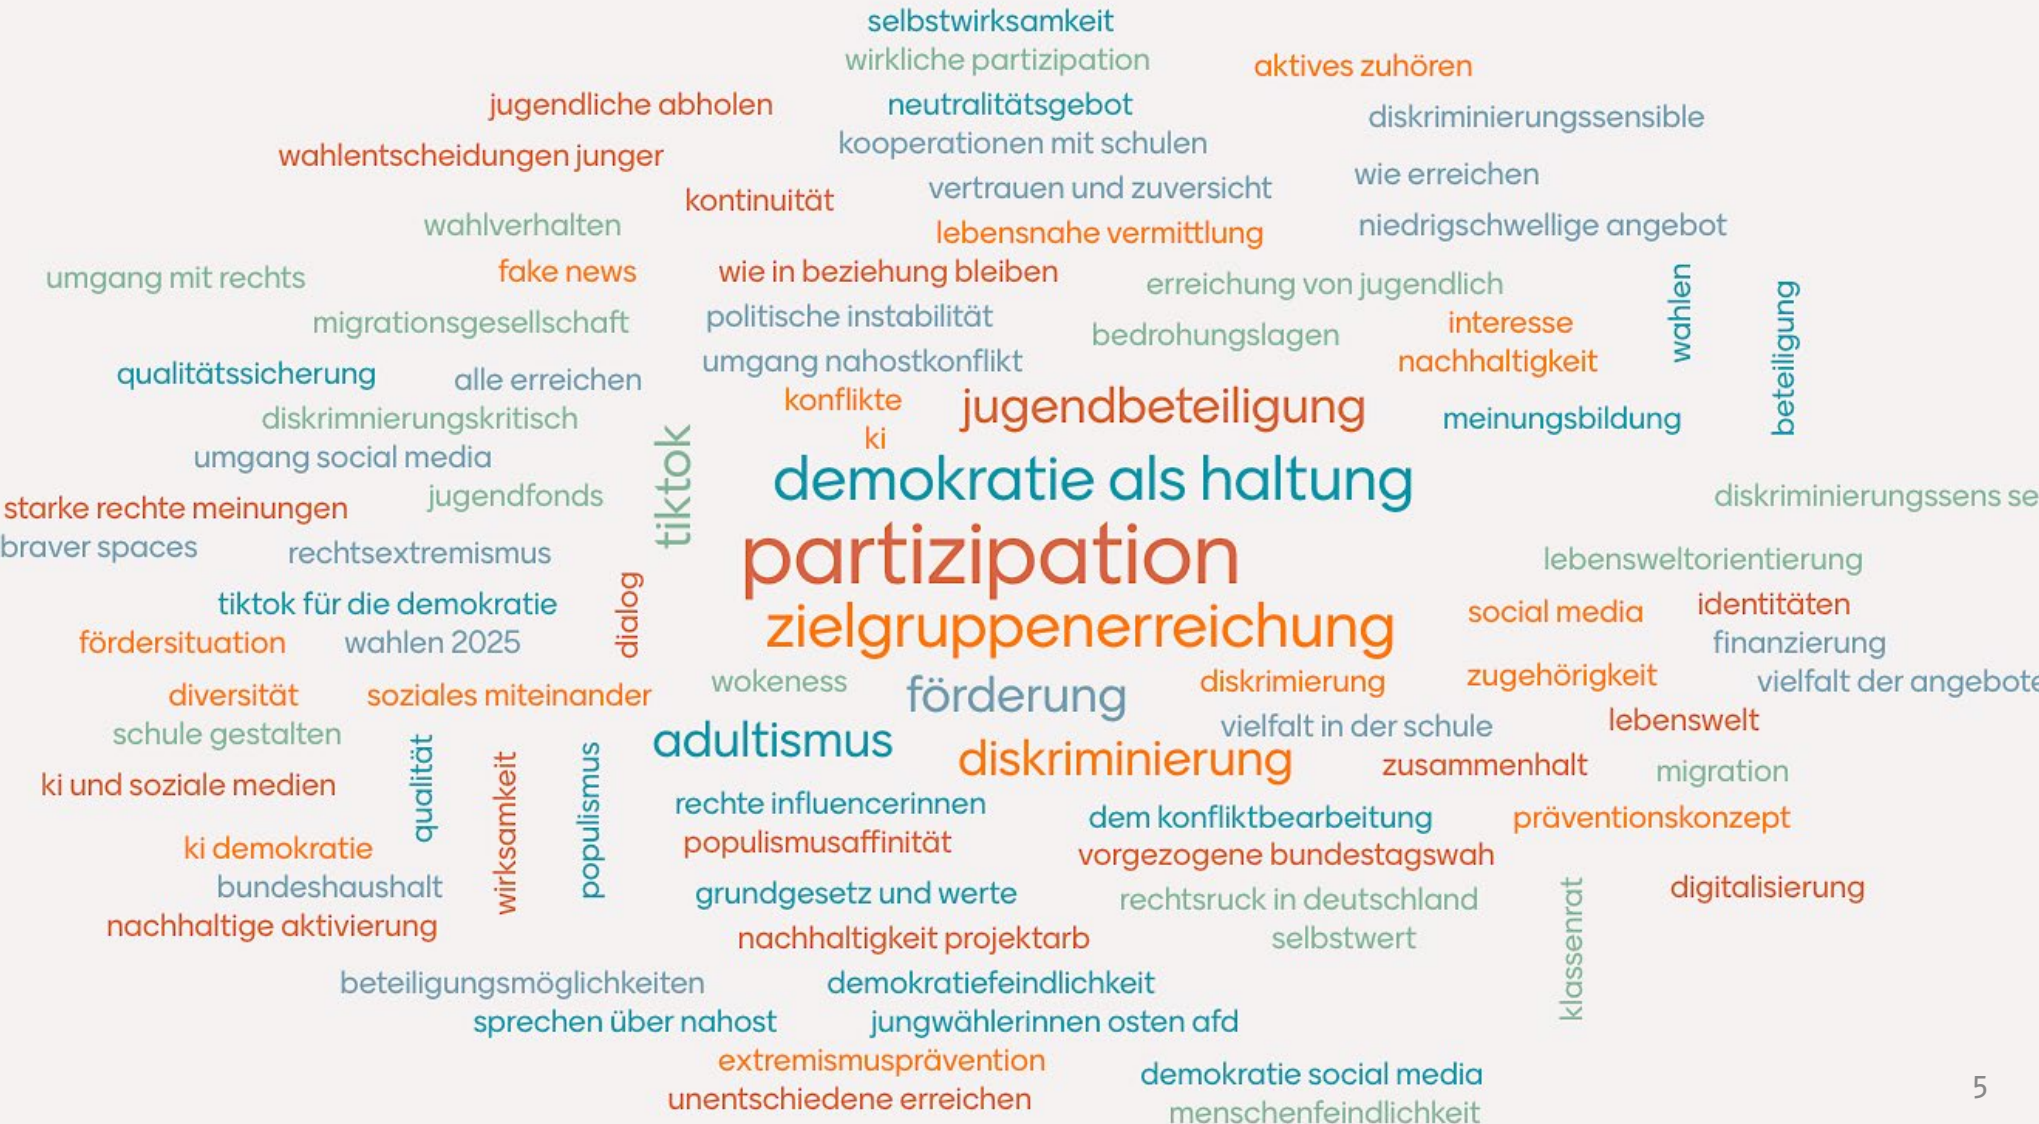 selbstwirksamkeit
wirkliche partizipation
aktives zuhören
jugendliche abholen
neutralitätsgebot
diskriminierungssensible
kooperationen mit schulen
wahlentscheidungen junger
wie erreichen
vertrauen und zuversicht
kontinuität
wahlverhalten
lebensnahe vermittlung
niedrigschwellige angebot
umgang mit rechts
fake news
wie in beziehung bleiben
erreichung von jugendlich
wahlen
beteiligung
migrationsgesellschaft
politische instabilität
bedrohungslagen
interesse
qualitätssicherung
alle erreichen
umgang nahostkonflikt
nachhaltigkeit
konflikte
jugendbeteiligung
meinungsbildung
diskrimnierungskritisch
ki
umgang social media
tiktok
demokratie als haltung
starke rechte meinungen
jugendfonds
diskriminierungssens se
braver spaces
rechtsextremismus
partizipation
lebensweltorientierung
tiktok für die demokratie
dialog
zielgruppenerreichung
social media
identitäten
fördersituation
wahlen 2025
finanzierung
diversität
soziales miteinander
wokeness
förderung
diskrimierung
zugehörigkeit
vielfalt der angebote
schule gestalten
adultismus
vielfalt in der schule
lebenswelt
ki und soziale medien
qualität
wirksamkeit
populismus
diskriminierung
zusammenhalt
migration
rechte influencerinnen
dem konfliktbearbeitung
präventionskonzept
ki demokratie
populismusaffinität
vorgezogene bundestagswah
bundeshaushalt
grundgesetz und werte
rechtsruck in deutschland
klassenrat
digitalisierung
nachhaltige aktivierung
nachhaltigkeit projektarb
selbstwert
beteiligungsmöglichkeiten
demokratiefeindlichkeit
sprechen über nahost
jungwählerinnen osten afd
extremismusprävention
demokratie social media
unentschiedene erreichen
menschenfeindlichkeit
5